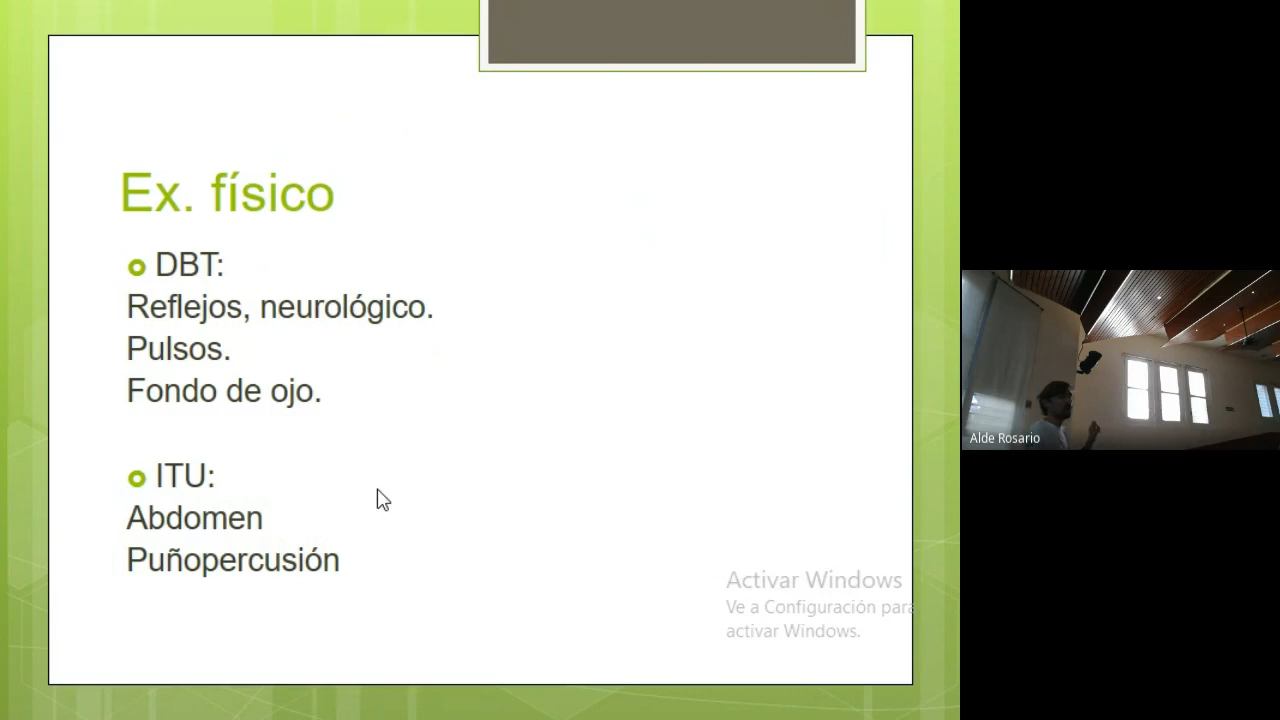 Ex. físico
DBT:
Reflejos, neurológico.
Pulsos.
Fondo de ojo.
ITU:
Abdomen
Puñopercusión
Activar Windows
Ve a Configuración para
activar Windows.
Alde Rosario